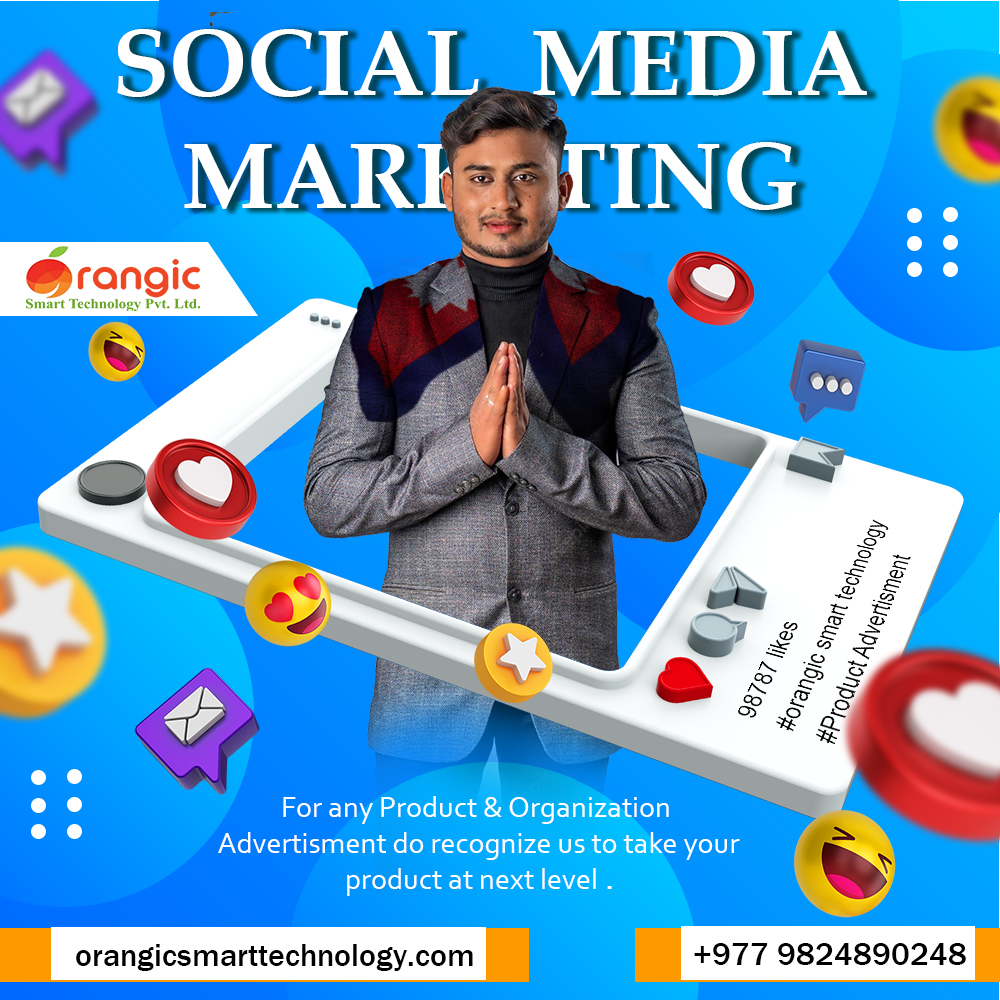 SOCIAL MEDIA
MARKETING
Orangic
Smart Technology Pvt. Ltd.
98787 likes
#orangic smart technology
#Product Advertisment
For any Product & Organization
Advertisment do recognize us to take your
product at next level .
orangicsmarttechnology.com
+977 9824890248